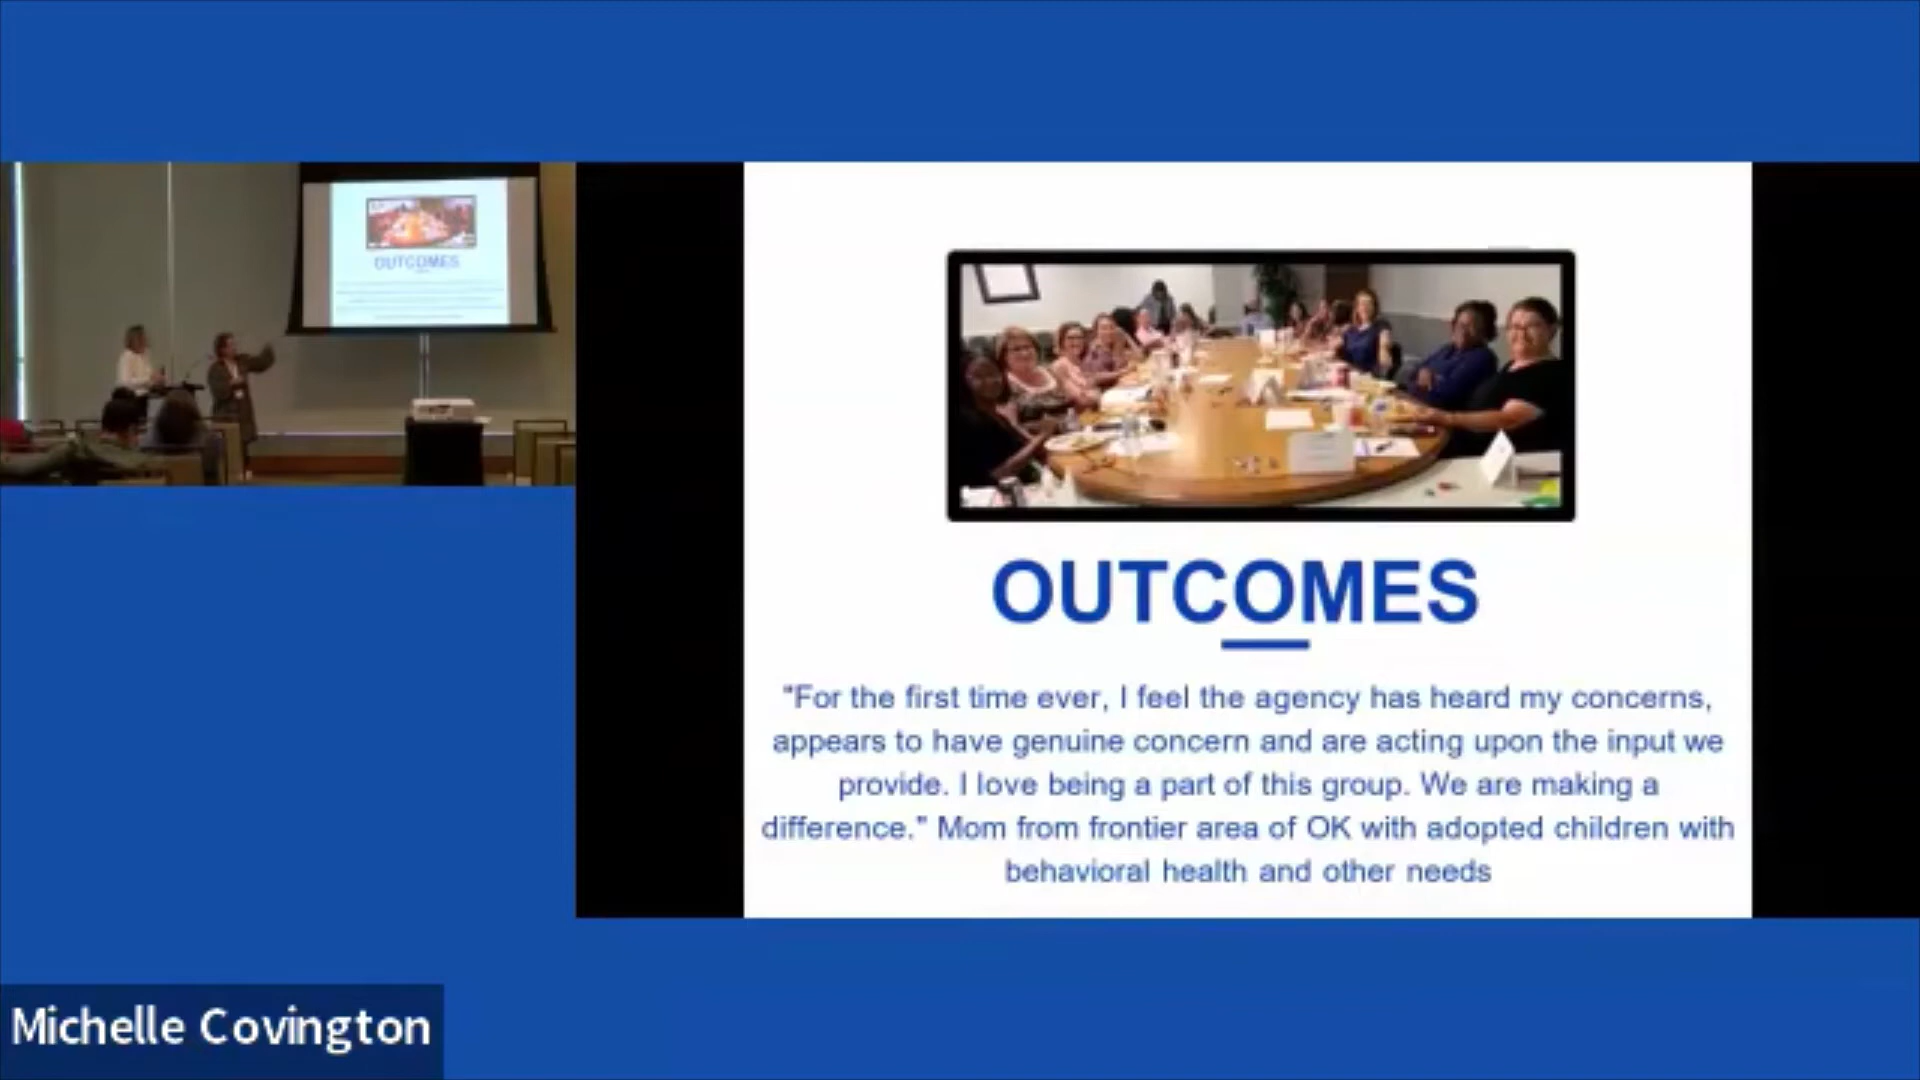 OUTCOMES
OUTCOMES
"For the first time ever, I feel the agency has heard my concerns,
appears to have genuine concern and are acting upon the input we
provide. I love being a part of this group. We are making a
difference." Mom from frontier area of OK with adopted children with
behavioral health and other needs
Michelle Covington